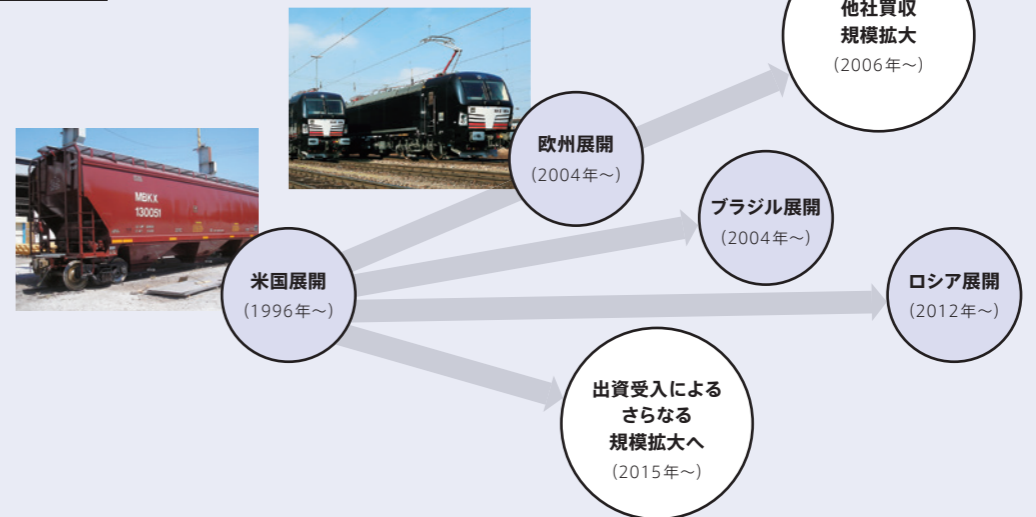 他社買収
規模拡大
（2006年～）
欧州展開
（2004年～）
ブラジル展開
（2004年～）
MBKX
130051
米国展開
（1996年～）
ロシア展開
（2012年～）
出資受入による
さらなる
規模拡大へ
（2015年～）